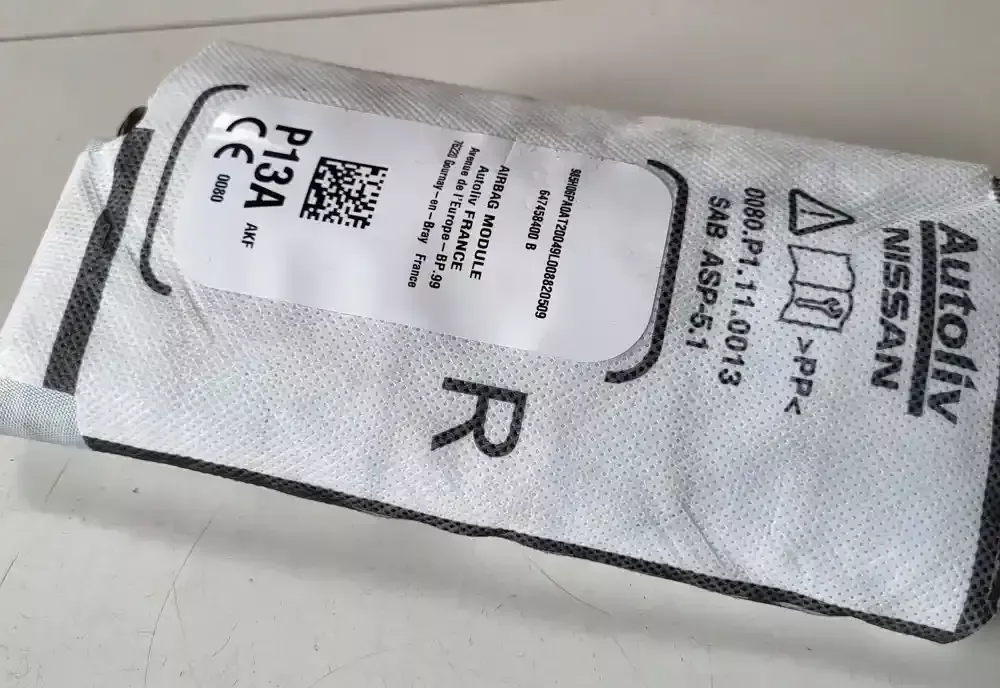 Autoliv
NISSAN
>PP<
0080.P1.11.0013
SAB ASP-5.1
985H06PA0AT20049L008820509
647458400 B
AIRBAG MODULE
Autoliv FRANCE
Avenue de l'Europe-BP.99
76220 Gournay-en-Bray France
P13A AKF
CE 0080
R